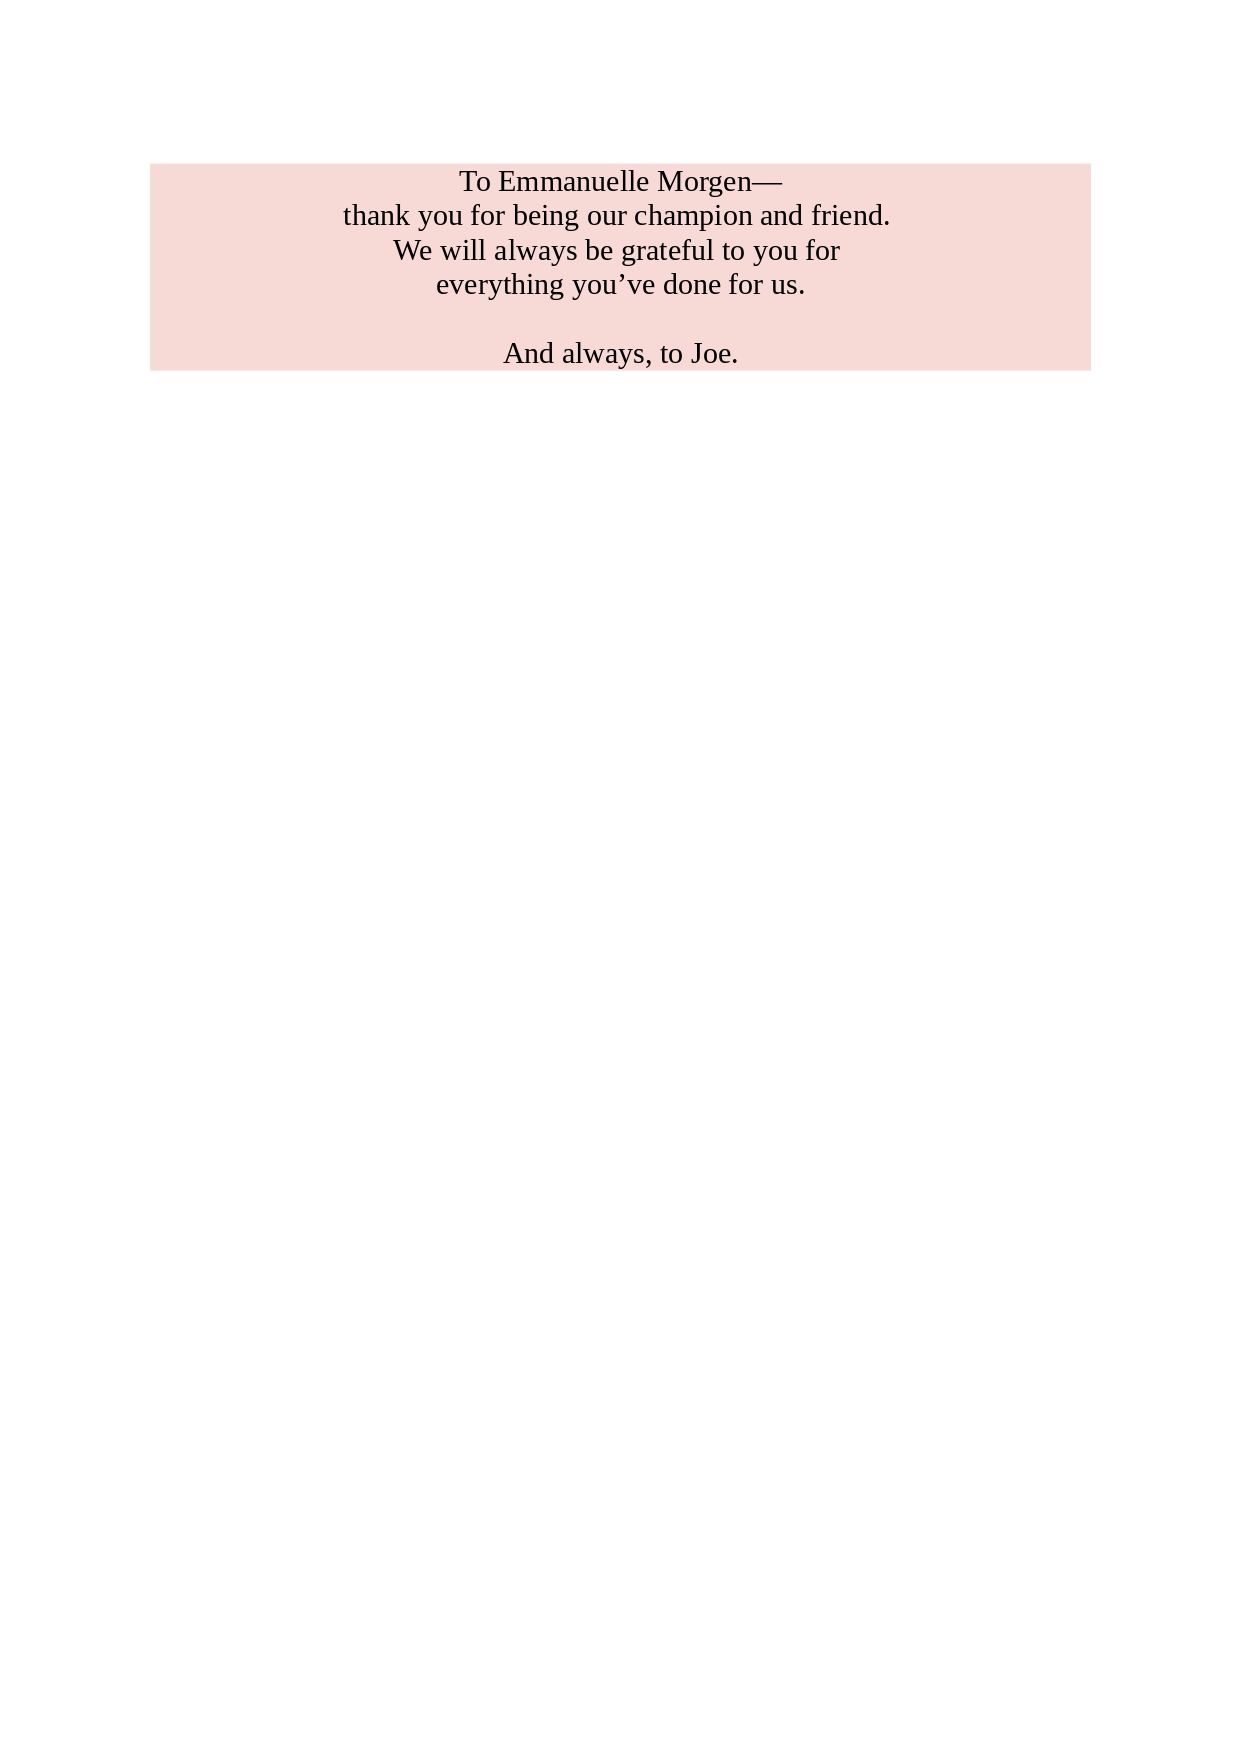 To Emmanuelle Morgen—
thank you for being our champion and friend.
We will always be grateful to you for
everything you’ve done for us.
And always, to Joe.